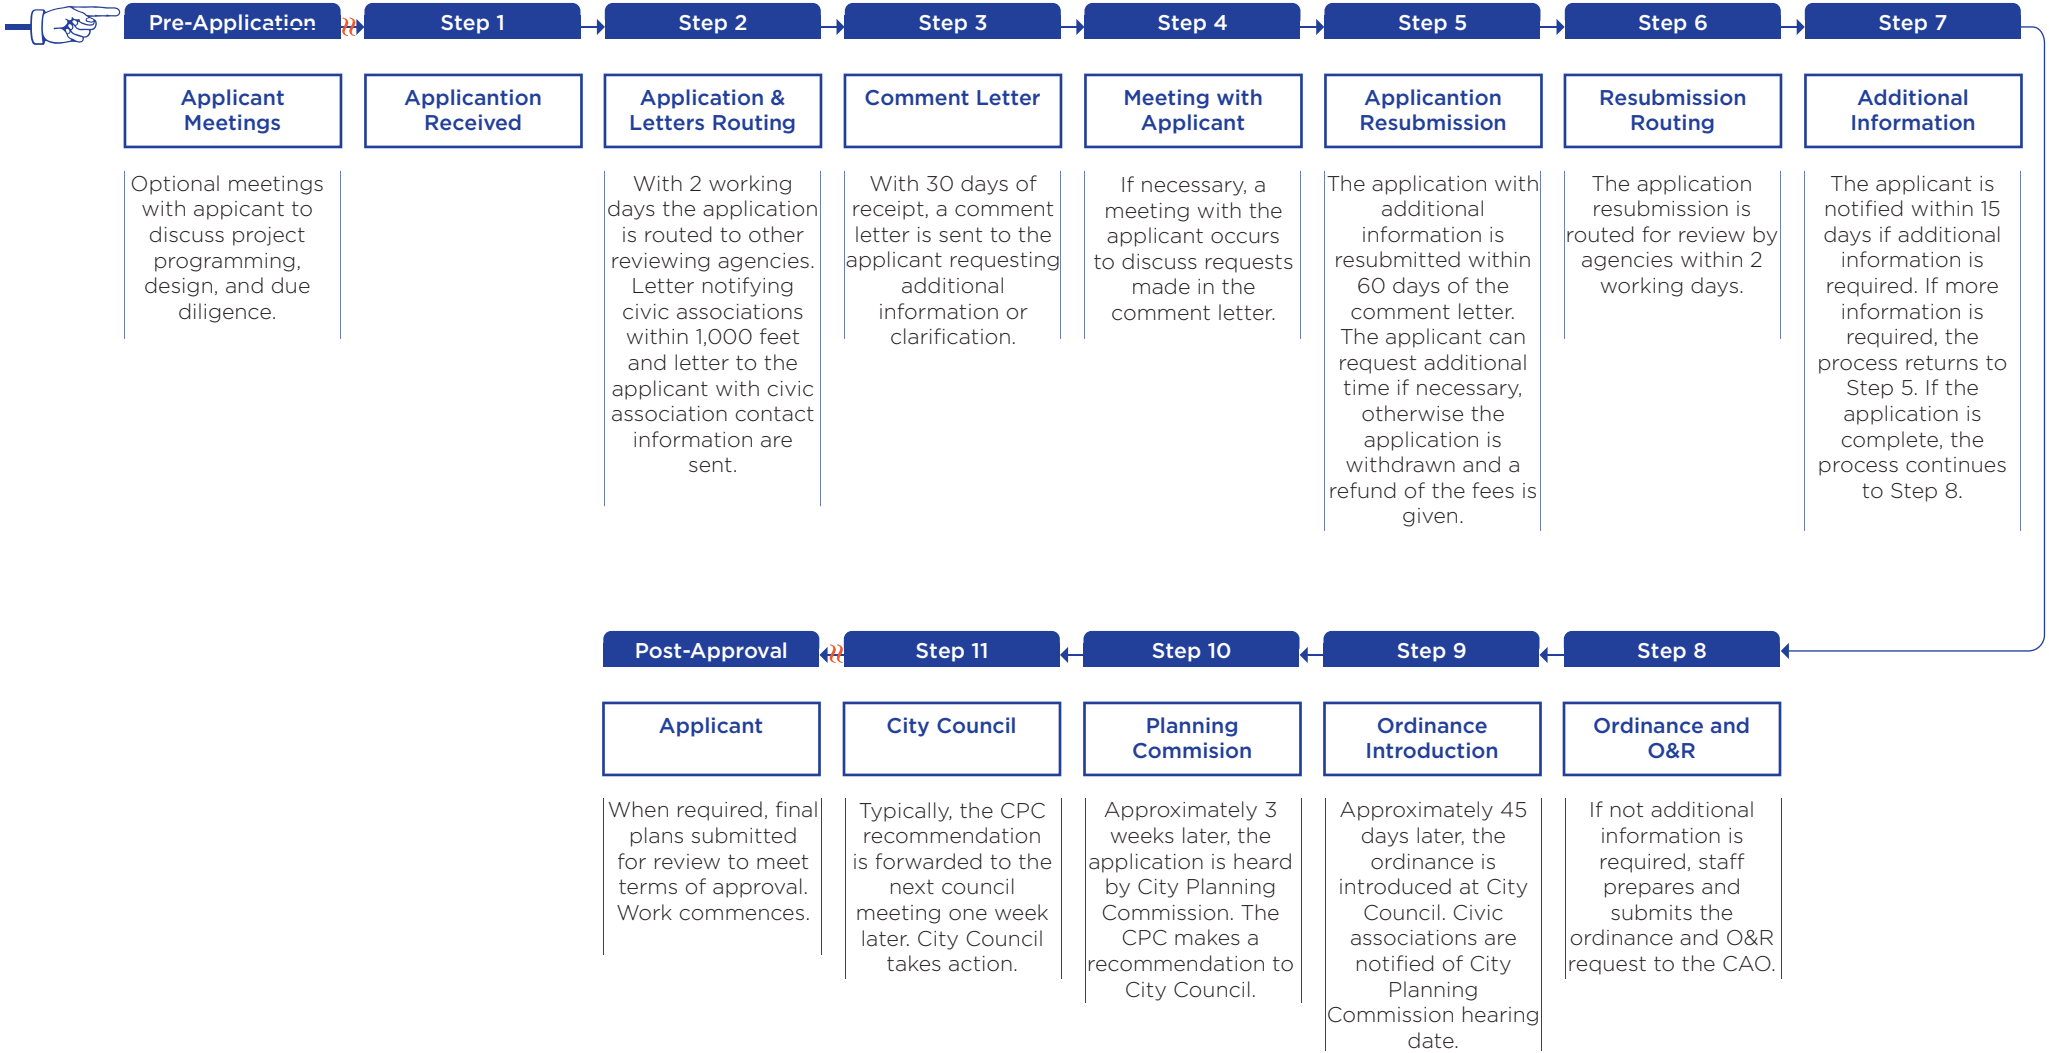 Pre-Application
Step 1
Step 2
Step 3
Step 4
Step 5
Step 6
Step 7
Applicant
Meetings
Applicantion
Received
Application &
Letters Routing
Comment Letter
Meeting with
Applicant
Applicantion
Resubmission
Resubmission
Routing
Additional
Information
Optional meetings
with appicant to
discuss project
programming,
design, and due
diligence.
With 2 working
days the application
is routed to other
reviewing agencies.
Letter notifying
civic associations
within 1,000 feet
and letter to the
applicant with civic
association contact
information are
sent.
With 30 days of
receipt, a comment
letter is sent to the
applicant requesting
additional
information or
clarification.
If necessary, a
meeting with the
applicant occurs
to discuss requests
made in the
comment letter.
The application with
additional
information is
resubmitted within
60 days of the
comment letter.
The applicant can
request additional
time if necessary,
otherwise the
application is
withdrawn and a
refund of the fees is
given.
The application
resubmission is
routed for review by
agencies within 2
working days.
The applicant is
notified within 15
days if additional
information is
required. If more
information is
required, the
process returns to
Step 5. If the
application is
complete, the
process continues
to Step 8.
Post-Approval
Step 11
Step 10
Step 9
Step 8
Applicant
City Council
Planning
Commision
Ordinance
Introduction
Ordinance and
O&R
When required, final
plans submitted
for review to meet
terms of approval.
Work commences.
Typically, the CPC
recommendation
is forwarded to the
next council
meeting one week
later. City Council
takes action.
Approximately 3
weeks later, the
application is heard
by City Planning
Commission. The
CPC makes a
recommendation to
City Council.
Approximately 45
days later, the
ordinance is
introduced at City
Council. Civic
associations are
notified of City
Planning
Commission hearing
date.
If not additional
information is
required, staff
prepares and
submits the
ordinance and O&R
request to the CAO.